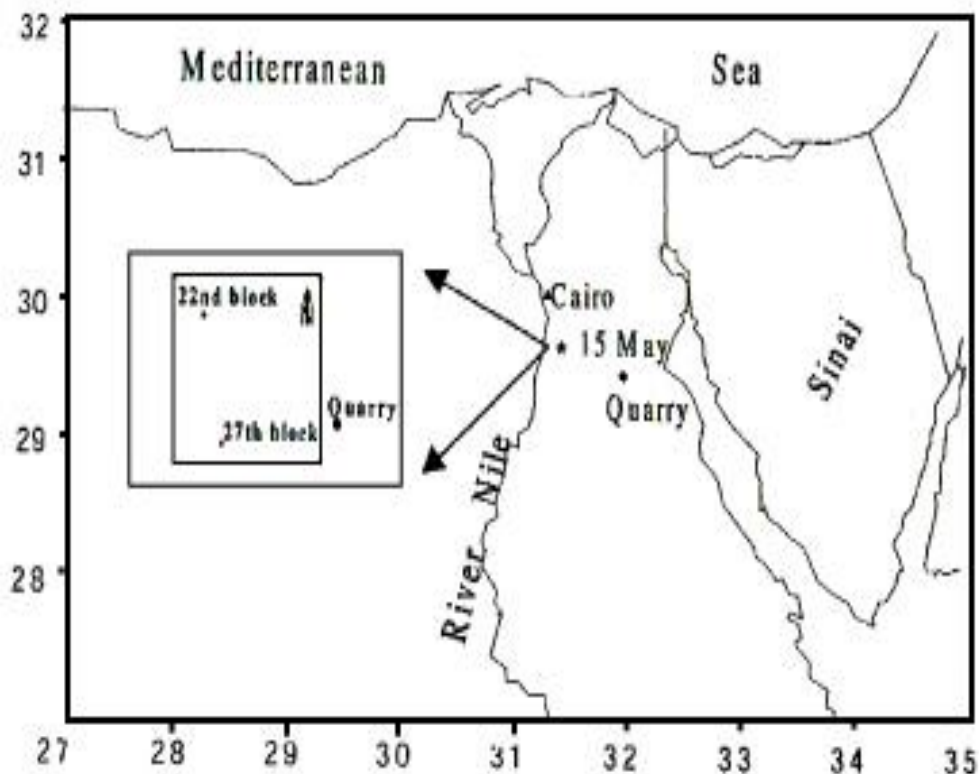 32
Mediterranean Sea
31
30
22nd block
N
Cairo
15 May
Quarry
Quarry
Sinai
29
27th block
River Nile
28
27 28 29 30 31 32 33 34 35